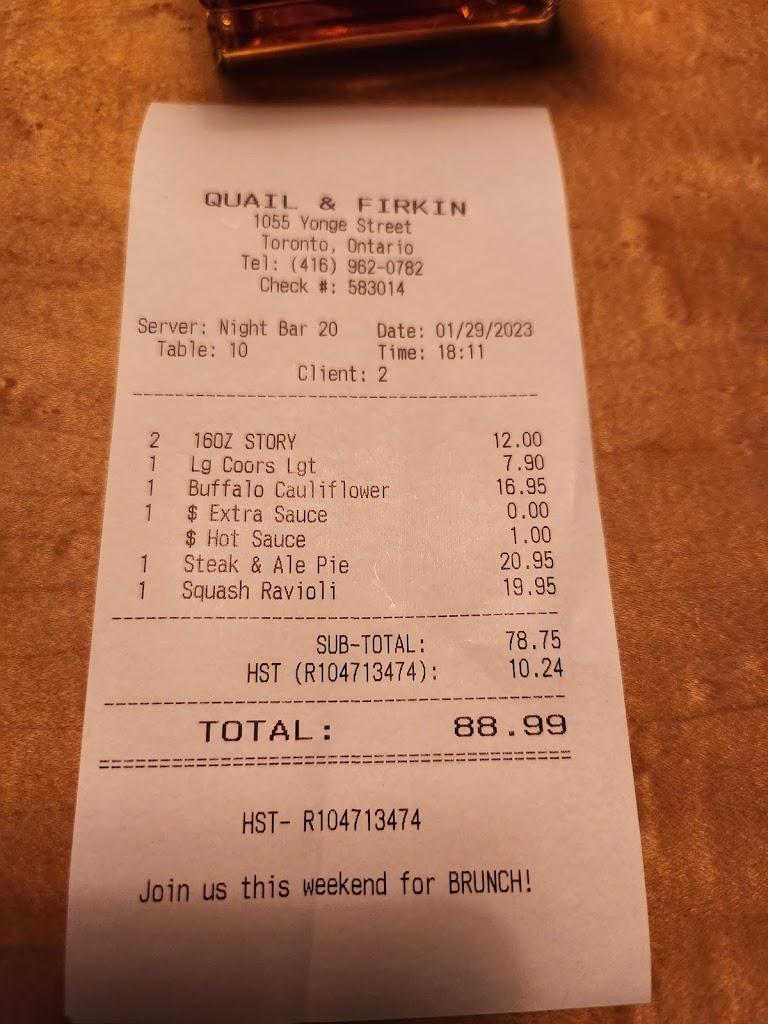 QUAIL & FIRKIN
1055 Yonge Street
Toronto, Ontario
Tel: (416) 962-0782
Check #: 583014
Server: Night Bar 20 Date: 01/29/2023
Table: 10 Time: 18:11
Client: 2
2 16OZ STORY 12.00
1 Lg Coors Lgt 7.90
1 Buffalo Cauliflower 16.95
1 $ Extra Sauce 0.00
$ Hot Sauce 1.00
1 Steak & Ale Pie 20.95
1 Squash Ravioli 19.95
SUB-TOTAL: 78.75
HST (R104713474): 10.24
TOTAL: 88.99
HST- R104713474
Join us this weekend for BRUNCH!